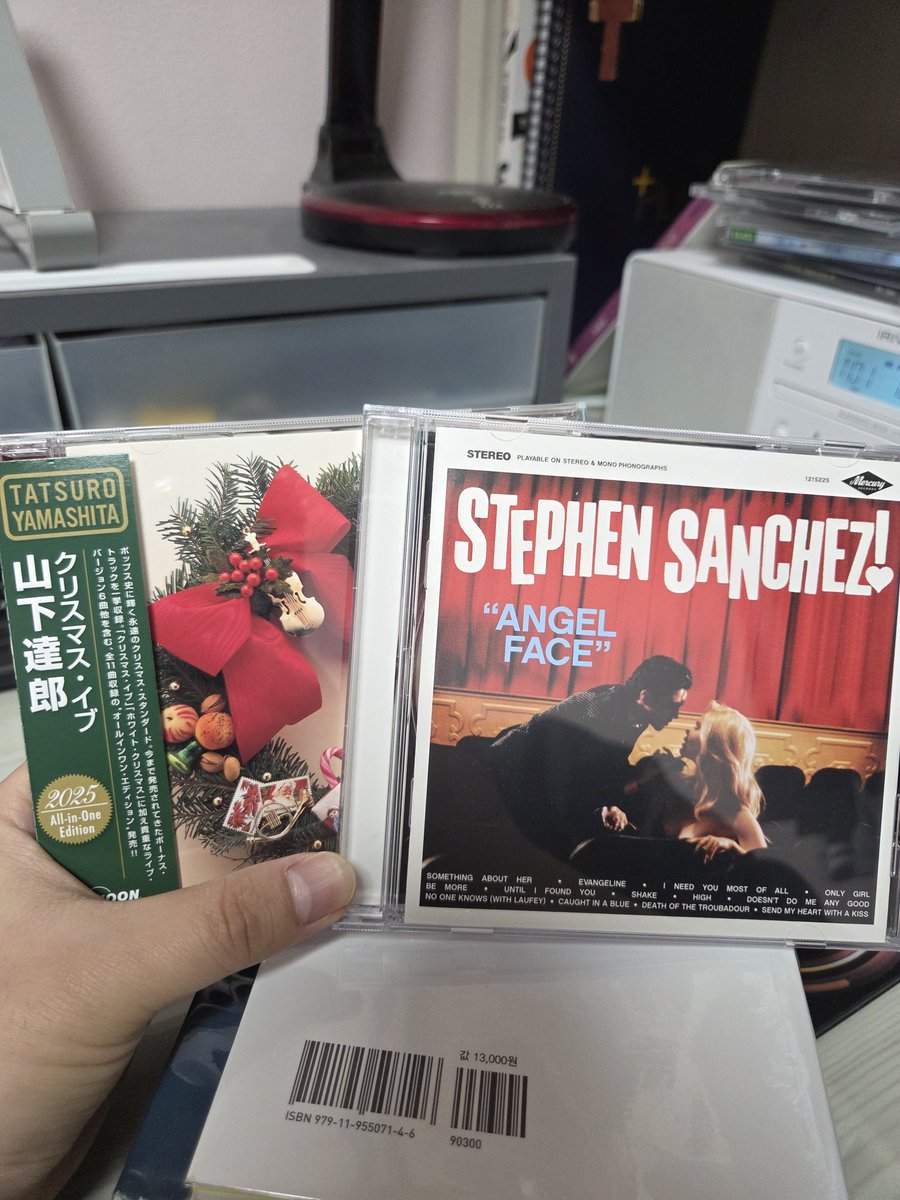 TATSURO
YAMASHITA
クリスマス・イブ
山下達郎
ポップス史に輝く永遠のクリスマス・スタンダード。今まで発売されてきたボーナス・
トラックを一挙収録。「クリスマス・イブ」「ホワイト・クリスマス」に加え貴重なライブ・
バージョン6曲他を含む、全11曲収録の"オールインワン・エディション"発売!!
2025
All-in-One
Edition
OON
STEREO PLAYABLE ON STEREO & MONO PHONOGRAPHS
1215225
Mercury
STEPHEN SANCHEZ!
"ANGEL
FACE"
SOMETHING ABOUT HER • EVANGELINE • I NEED YOU MOST OF ALL • ONLY GIRL
BE MORE • UNTIL I FOUND YOU • SHAKE • HIGH • DOESN'T DO ME ANY GOOD
NO ONE KNOWS (WITH LAUFEY) • CAUGHT IN A BLUE • DEATH OF THE TROUBADOUR • SEND MY HEART WITH A KISS
값 13,000원
ISBN 979-11-955071-4-6
90300